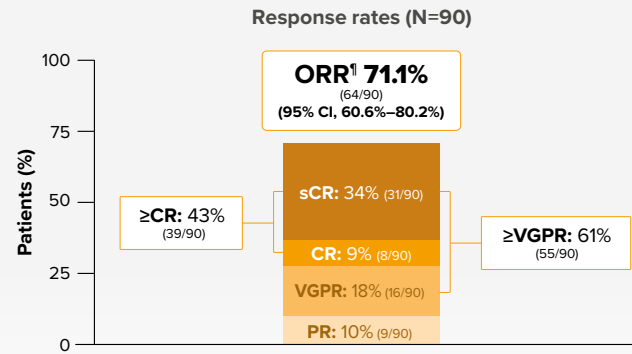 Response rates (N=90)
ORR¶ 71.1%
(64/90)
(95% CI, 60.6%–80.2%)
Patients (%)
100
75
50
25
0
sCR: 34% (31/90)
CR: 9% (8/90)
VGPR: 18% (16/90)
PR: 10% (9/90)
≥CR: 43%
(39/90)
≥VGPR: 61%
(55/90)